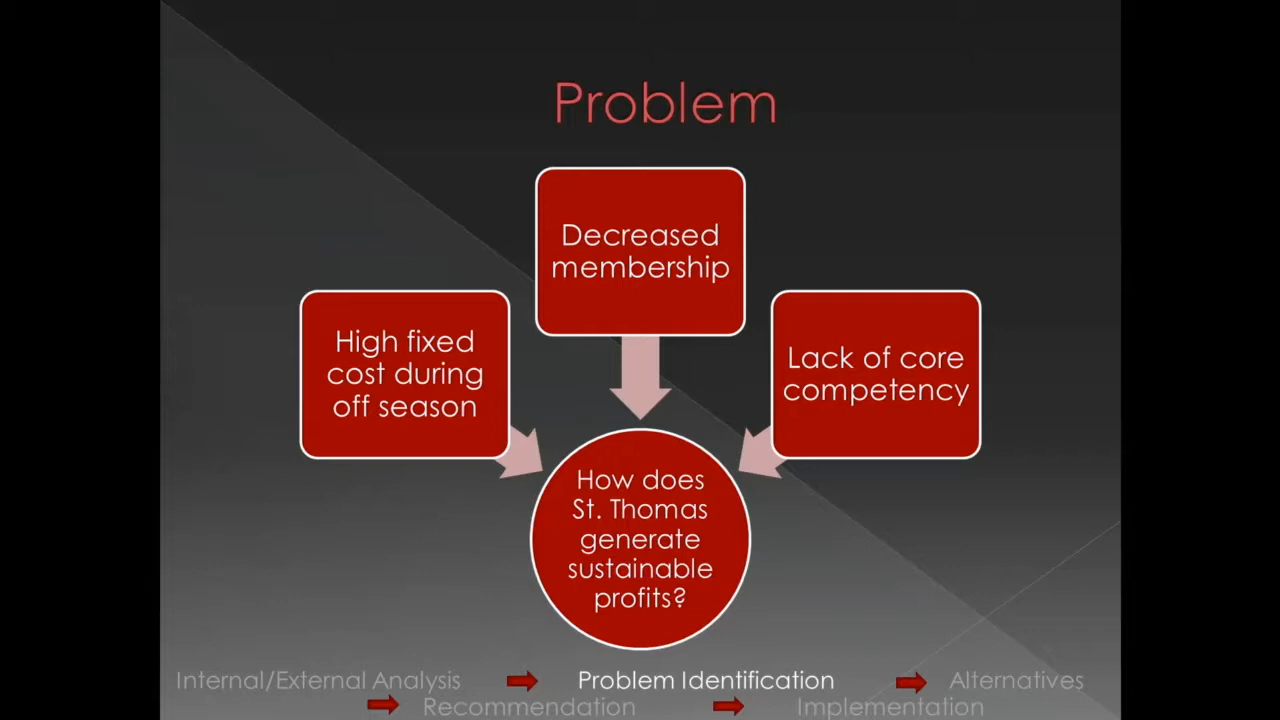 Problem
Decreased
membership
High fixed
cost during
off season
Lack of core
competency
How does
St. Thomas
generate
sustainable
profits?
Internal/External Analysis Problem Identification Alternatives
Recommendation Implementation